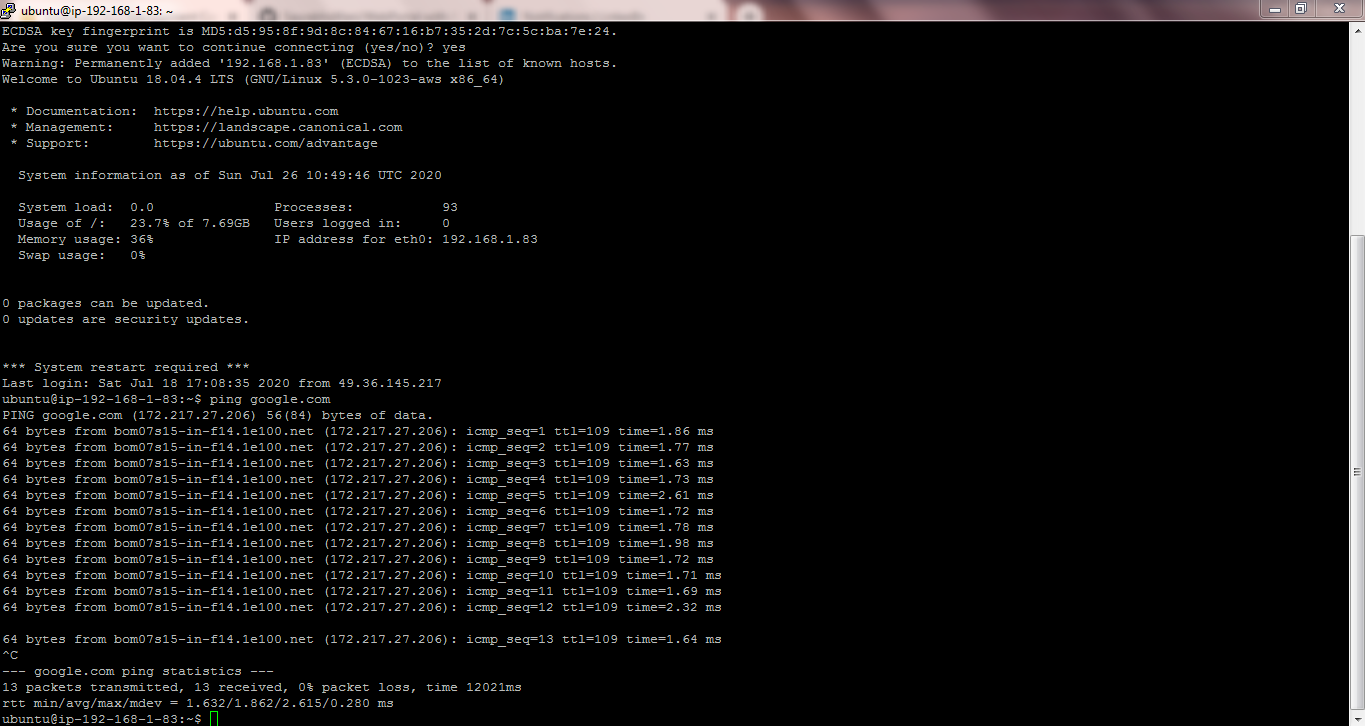 ubuntu@ip-192-168-1-83: ~
ECDSA key fingerprint is MD5:d5:95:8f:9d:8c:84:67:16:b7:35:2d:7c:5c:ba:7e:24.
Are you sure you want to continue connecting (yes/no)? yes
Warning: Permanently added '192.168.1.83' (ECDSA) to the list of known hosts.
Welcome to Ubuntu 18.04.4 LTS (GNU/Linux 5.3.0-1023-aws x86_64)
* Documentation:  https://help.ubuntu.com
* Management:     https://landscape.canonical.com
* Support:        https://ubuntu.com/advantage
System information as of Sun Jul 26 10:49:46 UTC 2020
System load:  0.0               Processes:           93
Usage of /:   23.7% of 7.69GB   Users logged in:     0
Memory usage: 36%               IP address for eth0: 192.168.1.83
Swap usage:   0%
0 packages can be updated.
0 updates are security updates.
*** System restart required ***
Last login: Sat Jul 18 17:08:35 2020 from 49.36.145.217
ubuntu@ip-192-168-1-83:~$ ping google.com
PING google.com (172.217.27.206) 56(84) bytes of data.
64 bytes from bom07s15-in-f14.1e100.net (172.217.27.206): icmp_seq=1 ttl=109 time=1.86 ms
64 bytes from bom07s15-in-f14.1e100.net (172.217.27.206): icmp_seq=2 ttl=109 time=1.77 ms
64 bytes from bom07s15-in-f14.1e100.net (172.217.27.206): icmp_seq=3 ttl=109 time=1.63 ms
64 bytes from bom07s15-in-f14.1e100.net (172.217.27.206): icmp_seq=4 ttl=109 time=1.73 ms
64 bytes from bom07s15-in-f14.1e100.net (172.217.27.206): icmp_seq=5 ttl=109 time=2.61 ms
64 bytes from bom07s15-in-f14.1e100.net (172.217.27.206): icmp_seq=6 ttl=109 time=1.72 ms
64 bytes from bom07s15-in-f14.1e100.net (172.217.27.206): icmp_seq=7 ttl=109 time=1.78 ms
64 bytes from bom07s15-in-f14.1e100.net (172.217.27.206): icmp_seq=8 ttl=109 time=1.98 ms
64 bytes from bom07s15-in-f14.1e100.net (172.217.27.206): icmp_seq=9 ttl=109 time=1.72 ms
64 bytes from bom07s15-in-f14.1e100.net (172.217.27.206): icmp_seq=10 ttl=109 time=1.71 ms
64 bytes from bom07s15-in-f14.1e100.net (172.217.27.206): icmp_seq=11 ttl=109 time=1.69 ms
64 bytes from bom07s15-in-f14.1e100.net (172.217.27.206): icmp_seq=12 ttl=109 time=2.32 ms
64 bytes from bom07s15-in-f14.1e100.net (172.217.27.206): icmp_seq=13 ttl=109 time=1.64 ms
^C
--- google.com ping statistics ---
13 packets transmitted, 13 received, 0% packet loss, time 12021ms
rtt min/avg/max/mdev = 1.632/1.862/2.615/0.280 ms
ubuntu@ip-192-168-1-83:~$